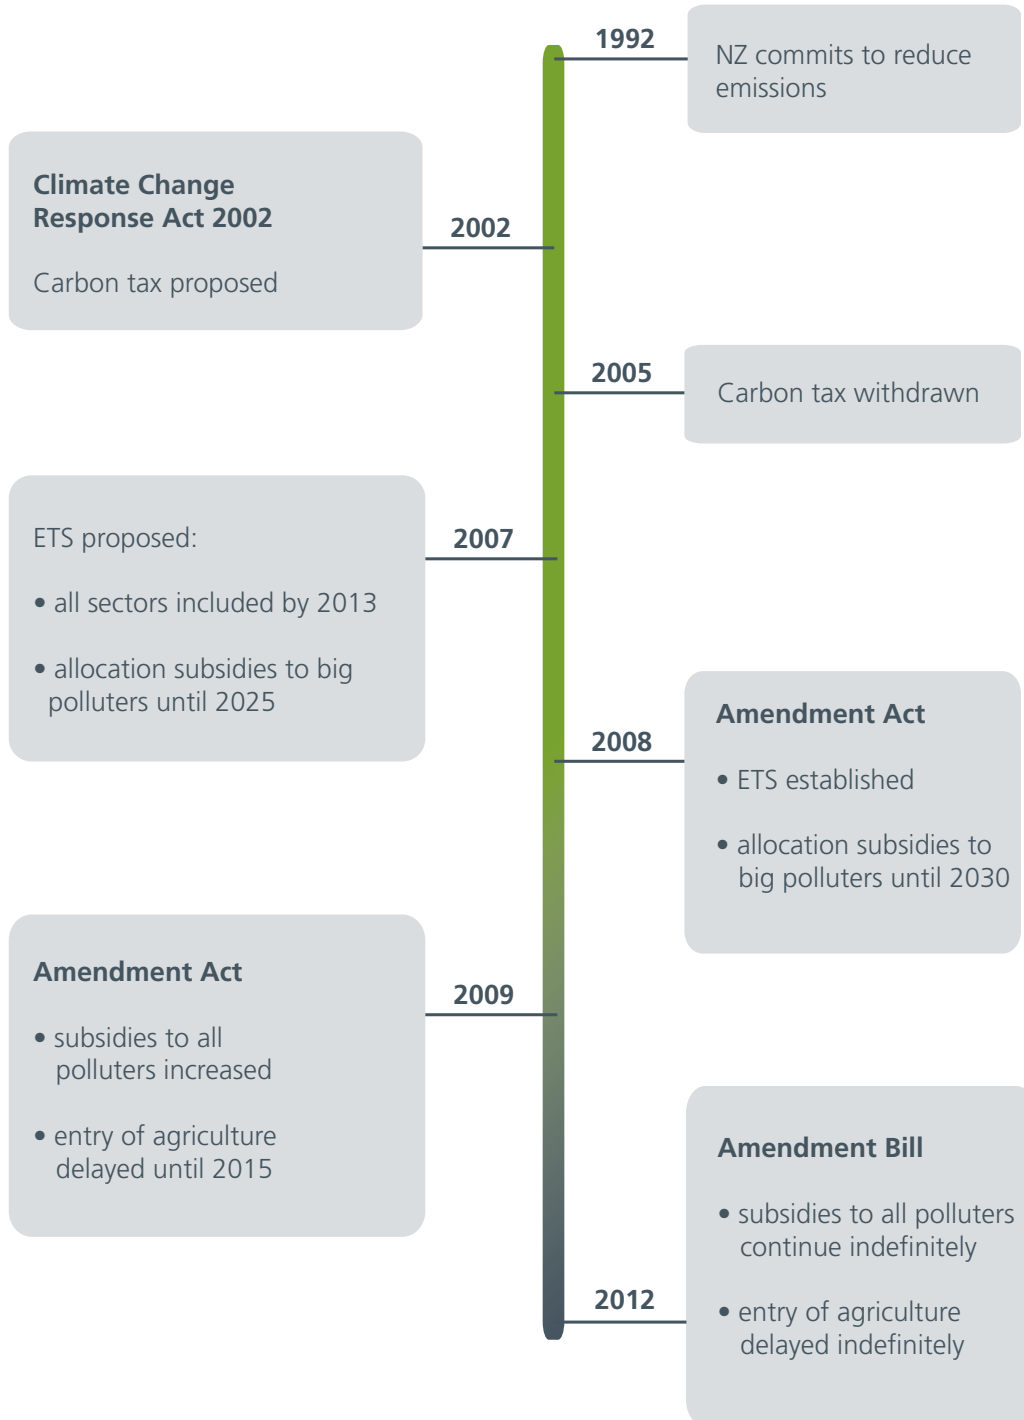 1992
NZ commits to reduce
emissions
Climate Change
Response Act 2002
Carbon tax proposed
2002
2005
Carbon tax withdrawn
ETS proposed:
• all sectors included by 2013
• allocation subsidies to big
polluters until 2025
2007
2008
Amendment Act
• ETS established
• allocation subsidies to
big polluters until 2030
Amendment Act
• subsidies to all
polluters increased
• entry of agriculture
delayed until 2015
2009
2012
Amendment Bill
• subsidies to all polluters
continue indefinitely
• entry of agriculture
delayed indefinitely